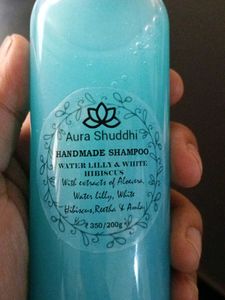 Aura Shuddhi
HANDMADE SHAMPOO
WATER LILLY & WHITE
HIBISCUS
With extracts of Aloevera,
Water lilly, White
Hibiscus, Reetha & Amla
₹ 350/200g